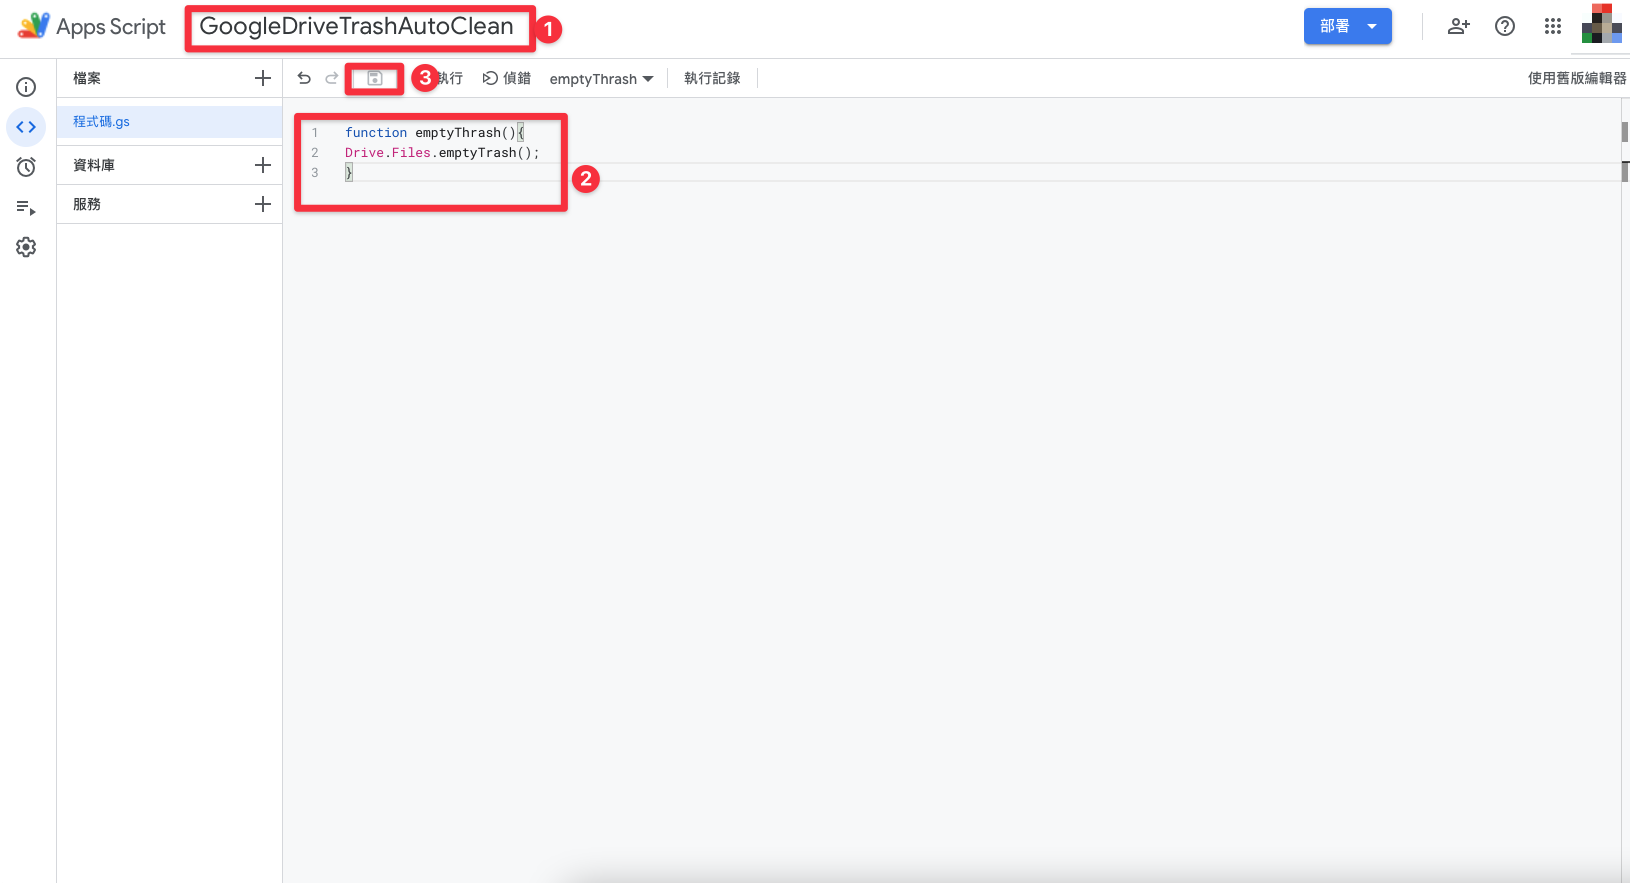 Apps Script GoogleDriveTrashAutoClean 1 部署
檔案 3 執行 偵錯 emptyThrash 執行記錄 使用舊版編輯器
程式碼.gs
資料庫
服務
1 function emptyThrash(){
2 Drive.Files.emptyTrash();
3 }
2